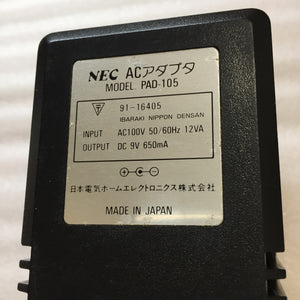 NEC ACアダプタ
MODEL PAD-105
91-16405
IBARAKI NIPPON DENSAN
INPUT AC100V 50/60Hz 12VA
OUTPUT DC 9V 650mA
日本電気ホームエレクトロニクス株式会社
MADE IN JAPAN